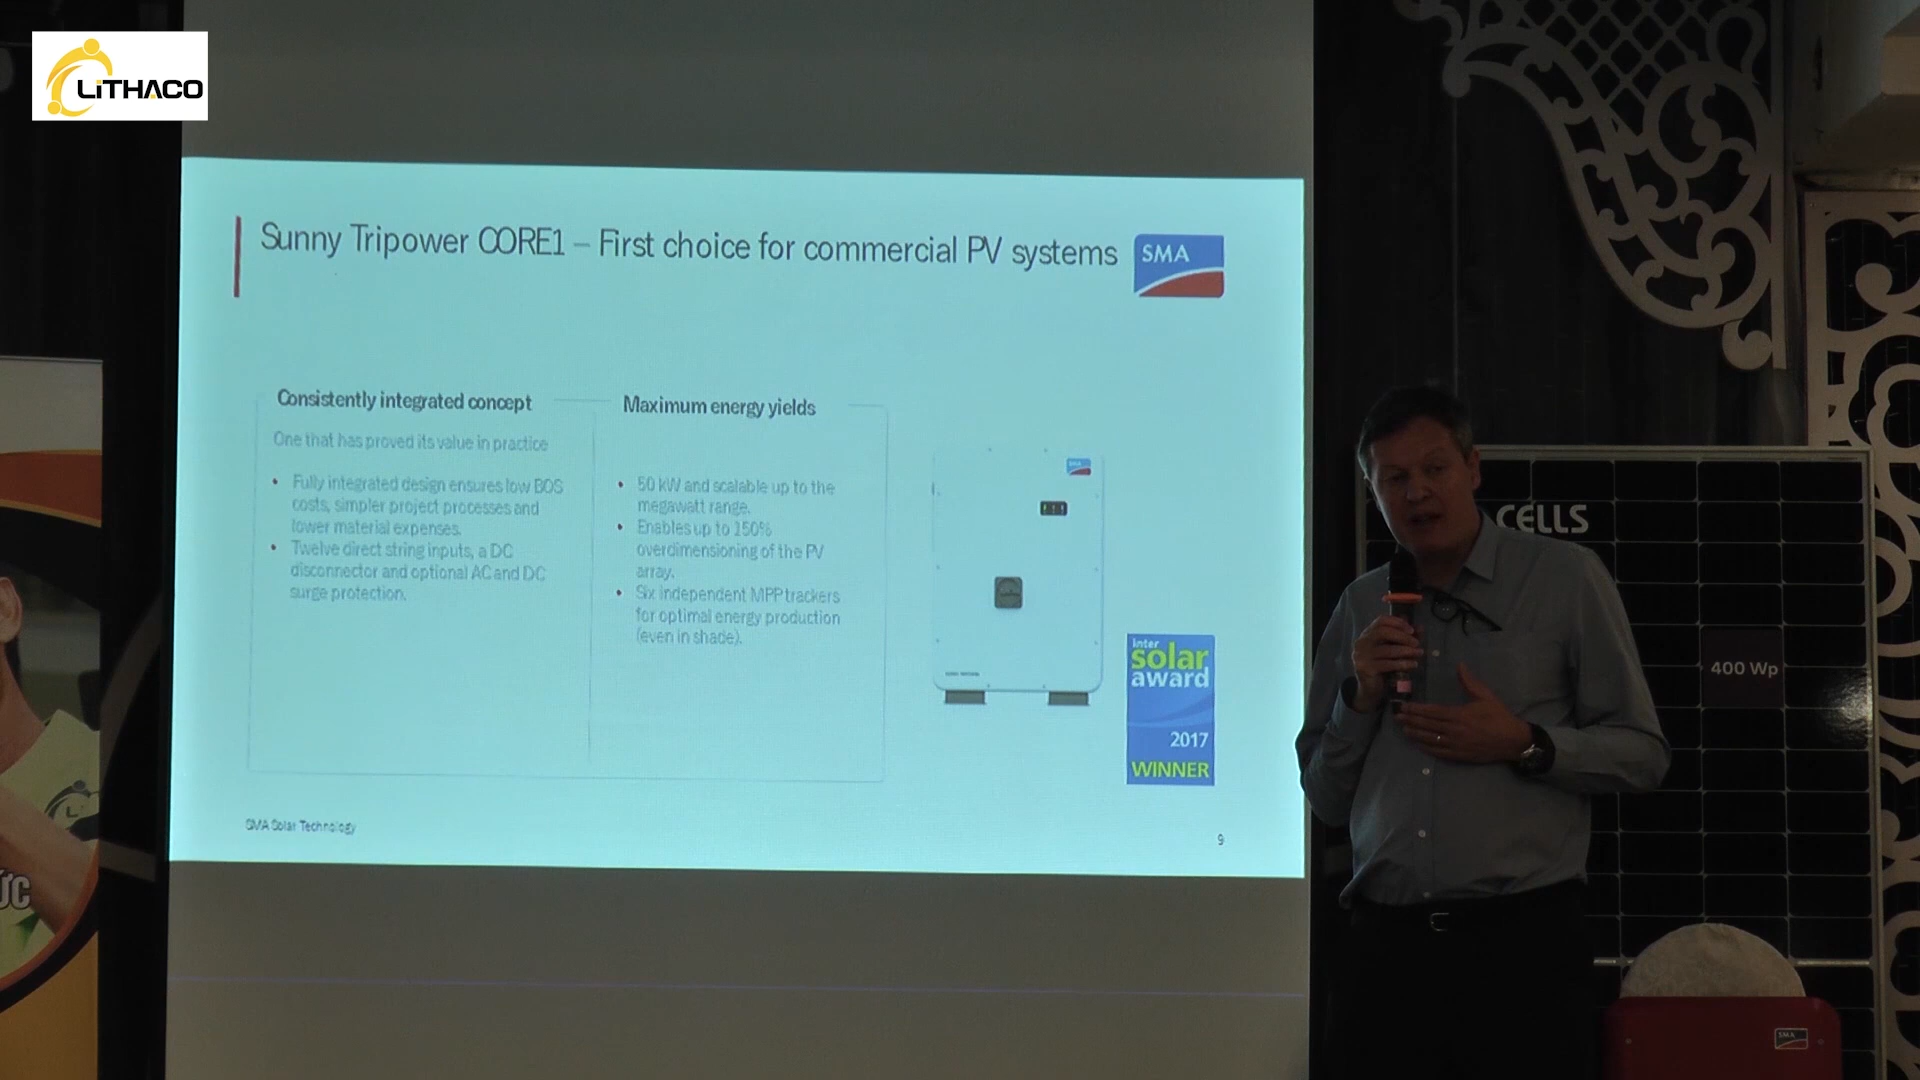 LiTHACO
Sunny Tripower CORE1 – First choice for commercial PV systems
SMA
Consistently integrated concept
One that has proved its value in practice
• Fully integrated design ensures low BOS
costs, simpler project processes and
lower material expenses.
• Twelve direct string inputs, a DC
disconnector and optional AC and DC
surge protection.
Maximum energy yields
• 50 kW and scalable up to the
megawatt range.
• Enables up to 150%
overdimensioning of the PV
array.
• Six independent MPP trackers
for optimal energy production
(even in shade).
SMA
inter
solar
award
2017
WINNER
SMA Solar Technology
9
CELLS
400 Wp
SMA
ỨC